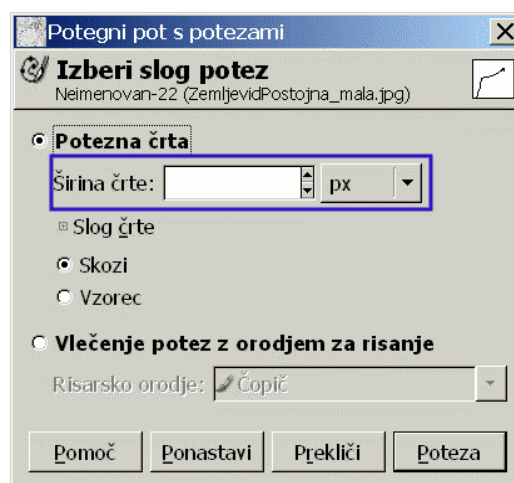 Potegni pot s potezami
Izberi slog potez
Neimenovan-22 (ZemljevidPostojna_mala.jpg)
Potezna črta
Širina črte: px
Slog črte
Skozi
Vzorec
Vlečenje potez z orodjem za risanje
Risarsko orodje: Čopič
Pomoč Ponastavi Prekliči Poteza